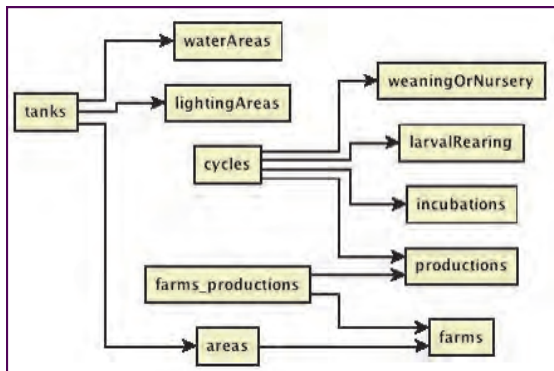 waterAreas
weaningOrNursery
tanks
lightingAreas
larvalRearing
cycles
incubations
productions
farms_productions
farms
areas